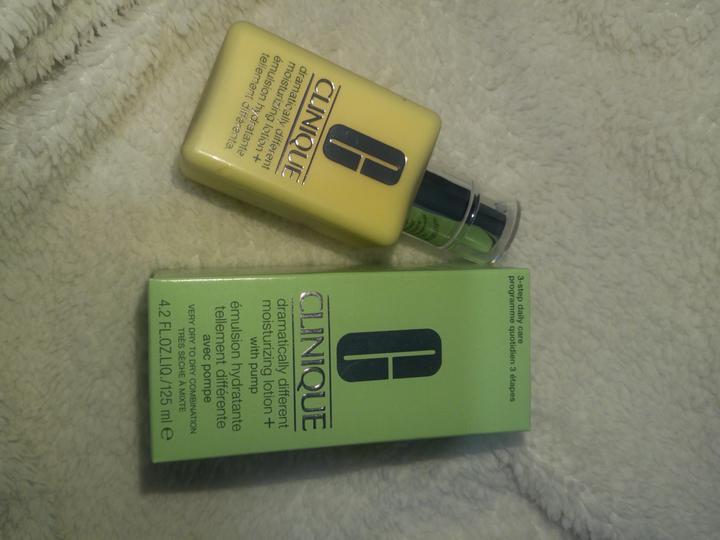 CLINIQUE
dramatically different
moisturizing lotion +
émulsion hydratante
tellement différente
3-step daily care
programme quotidien 3 étapes
CLINIQUE
dramatically different
moisturizing lotion +
with pump
émulsion hydratante
tellement différente
avec pompe
VERY DRY TO DRY COMBINATION
TRÈS SÈCHE À MIXTE
4.2 FL.OZ.LIQ./125 ml ℮